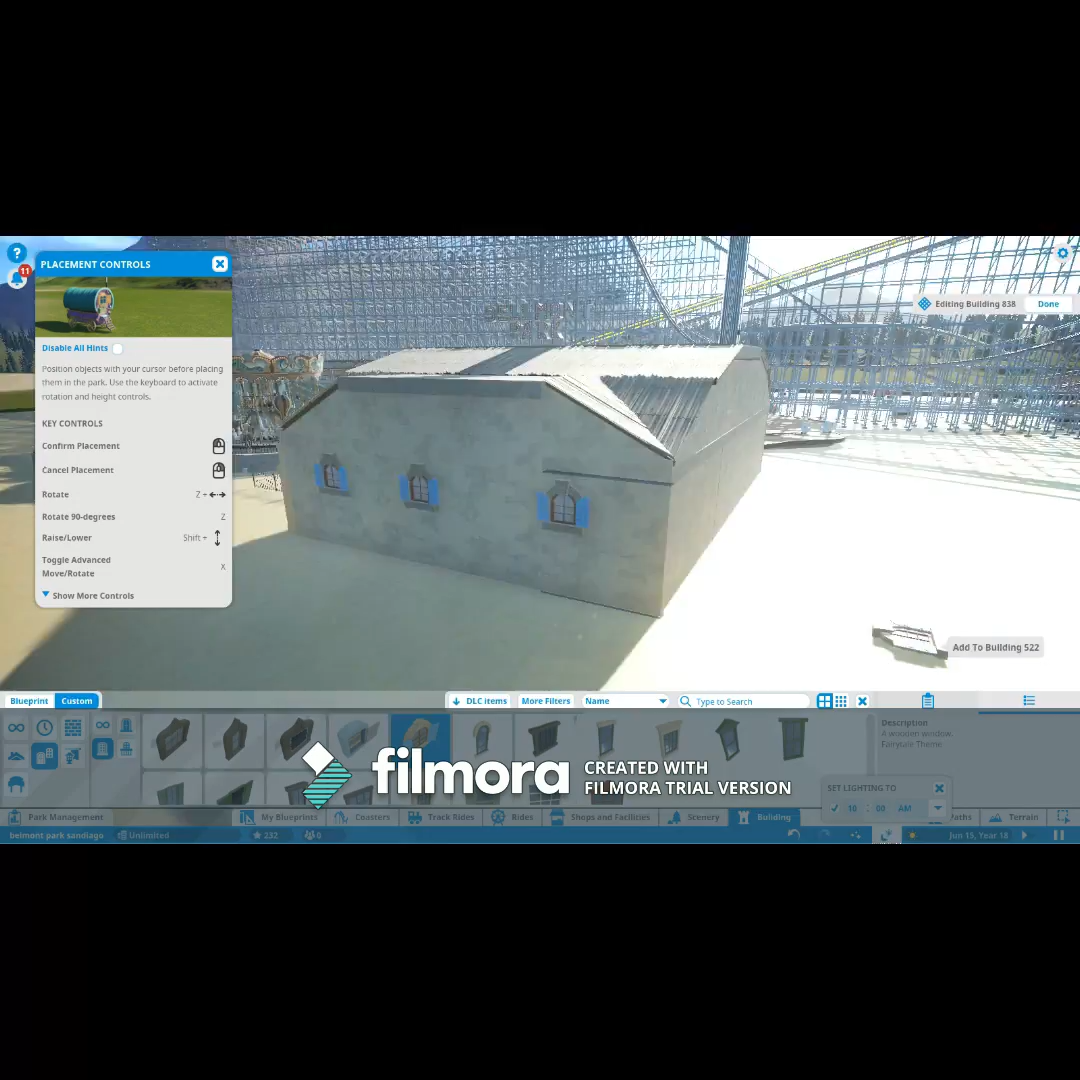 ?
11
PLACEMENT CONTROLS
Disable All Hints
Position objects with your cursor before placing
them in the park. Use the keyboard to activate
rotation and height controls.
KEY CONTROLS
Confirm Placement
Cancel Placement
Rotate Z +
Rotate 90-degrees Z
Raise/Lower Shift +
Toggle Advanced
Move/Rotate X
Show More Controls
Editing Building 838 Done
Add To Building 522
Blueprint Custom
DLC items More Filters Name Type to Search
Description
A wooden window.
Fairytale Theme
filmora
CREATED WITH
FILMORA TRIAL VERSION
SET LIGHTING TO
10 : 00 AM
Park Management My Blueprints Coasters Track Rides Rides Shops and Facilities Scenery Building Paths Terrain
belmont park sandiago Unlimited 232 0 Jun 15, Year 18